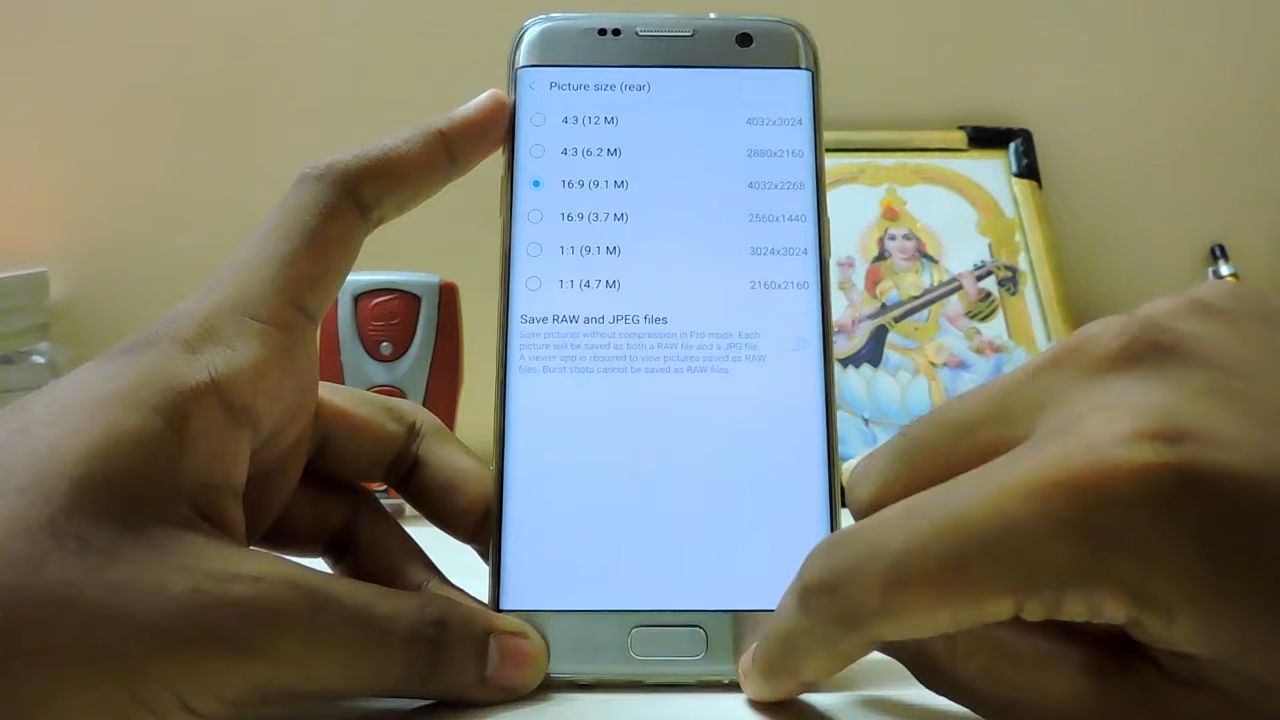 Picture size (rear)
4:3 (12 M) 4032x3024
4:3 (6.2 M) 2880x2160
16:9 (9.1 M) 4032x2268
16:9 (3.7 M) 2560x1440
1:1 (9.1 M) 3024x3024
1:1 (4.7 M) 2160x2160
Save RAW and JPEG files
Save pictures without compression in Pro mode. Each
picture will be saved as both a RAW file and a JPG file.
A viewer app is required to view pictures saved as RAW
files. Burst shots cannot be saved as RAW files.